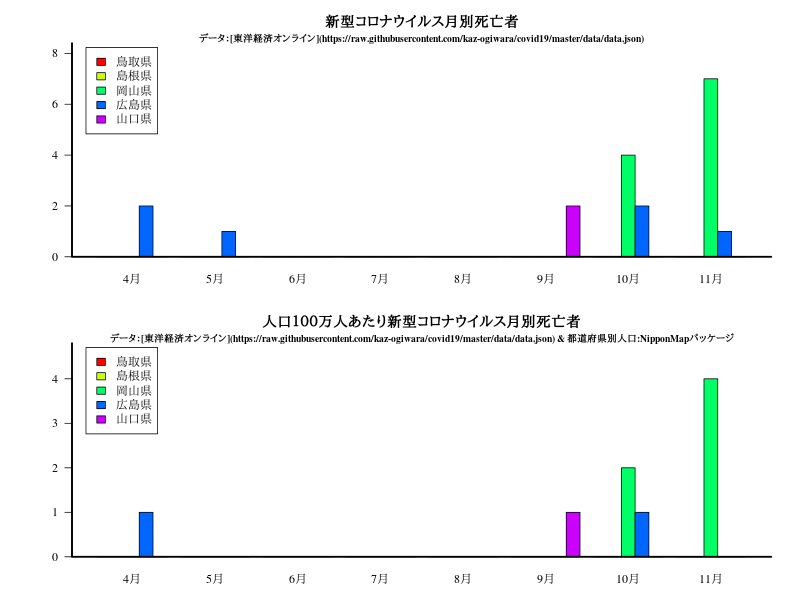 新型コロナウイルス月別死亡者
データ:[東洋経済オンライン](https://raw.githubusercontent.com/kaz-ogiwara/covid19/master/data/data.json)
8
6
4
2
0
鳥取県
島根県
岡山県
広島県
山口県
4月 5月 6月 7月 8月 9月 10月 11月
人口100万人あたり新型コロナウイルス月別死亡者
データ:[東洋経済オンライン](https://raw.githubusercontent.com/kaz-ogiwara/covid19/master/data/data.json) & 都道府県別人口:NipponMapパッケージ
4
3
2
1
0
鳥取県
島根県
岡山県
広島県
山口県
4月 5月 6月 7月 8月 9月 10月 11月